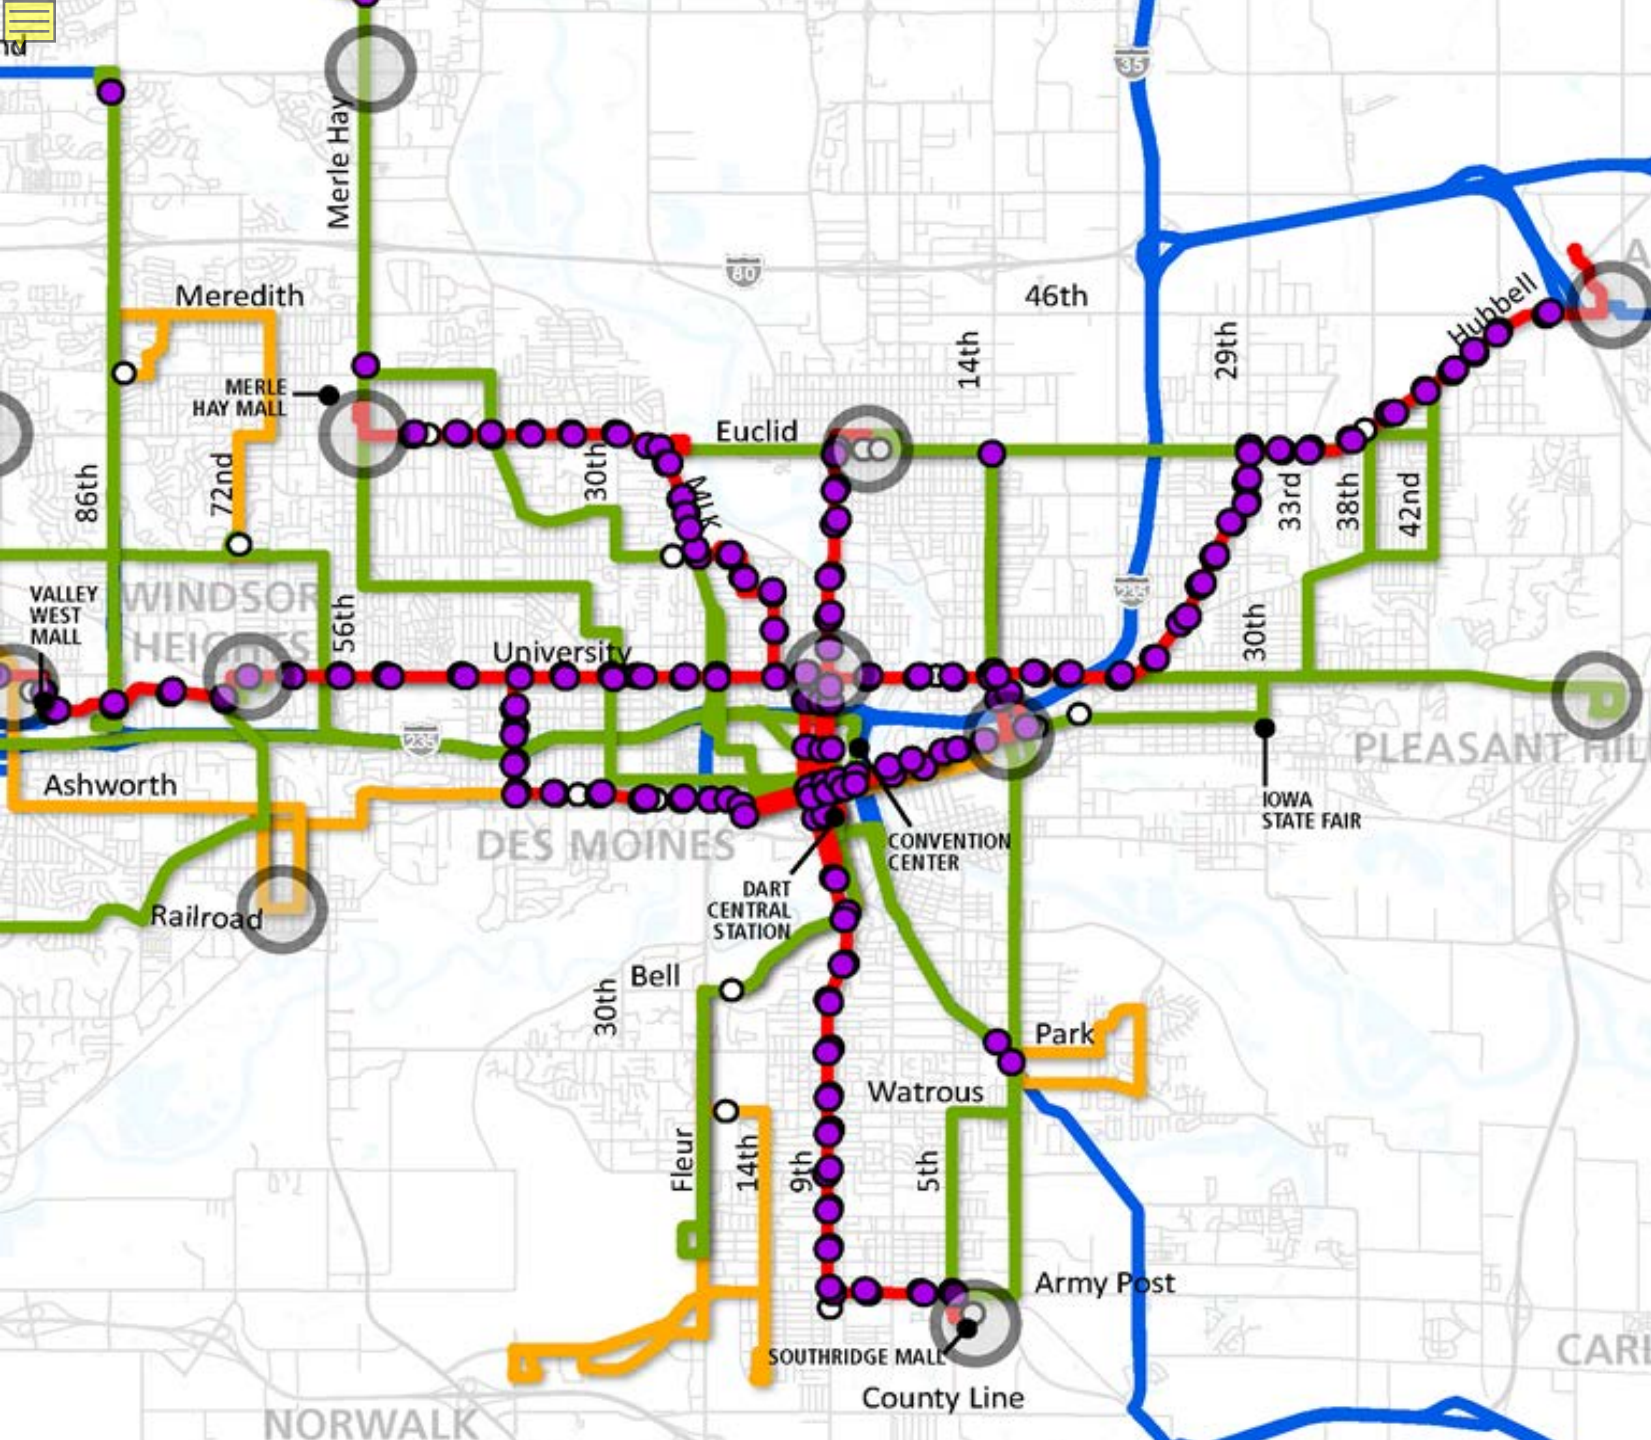 nd
35
Merle Hay
80
46th
Meredith
Hubbell
A
MERLE
HAY MALL
14th
29th
Euclid
86th
72nd
30th
MLK
33rd
38th
42nd
VALLEY
WEST
MALL
WINDSOR
HEIGHTS
56th
University
235
30th
235
Ashworth
PLEASANT HIL
IOWA
STATE FAIR
DES MOINES
CONVENTION
CENTER
DART
CENTRAL
STATION
Railroad
Bell
30th
Park
Watrous
Fleur
14th
9th
5th
Army Post
SOUTHRIDGE MALL
County Line
CARL
NORWALK